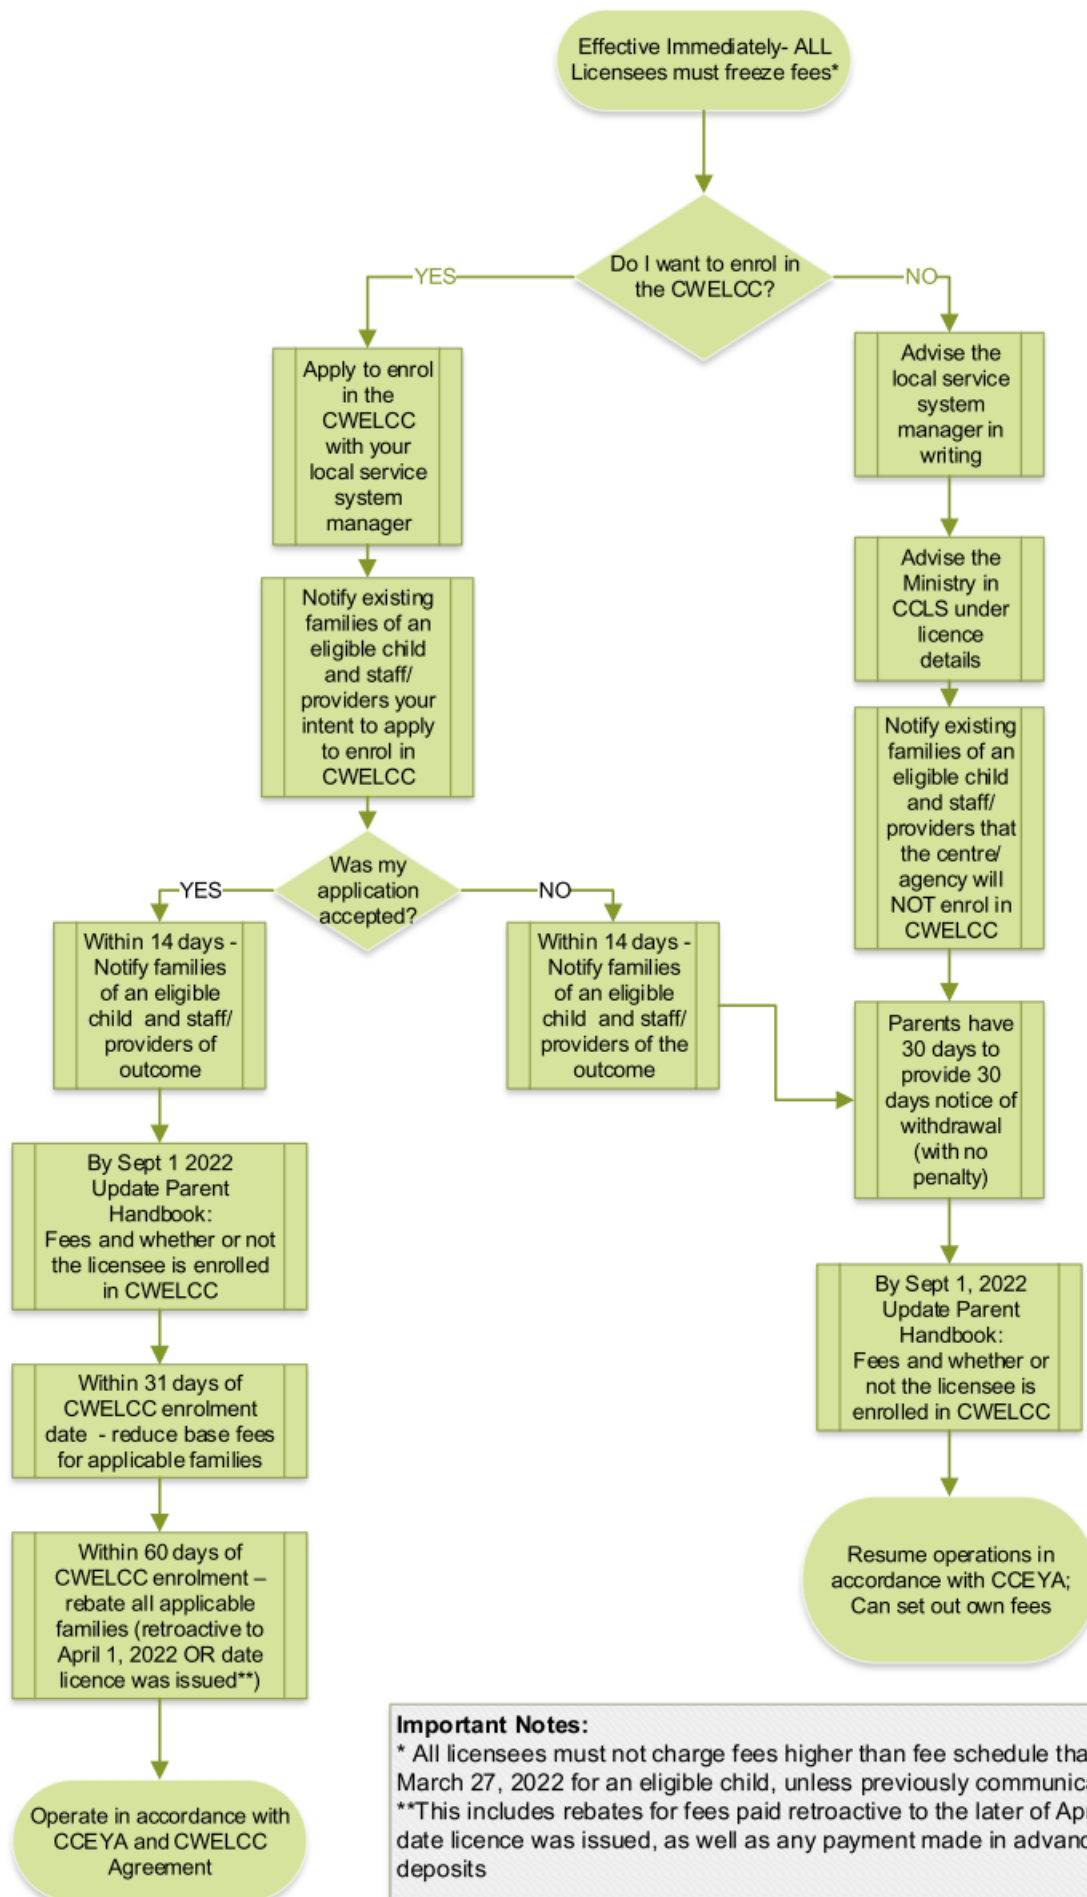 Effective Immediately- ALL
Licensees must freeze fees*
Do I want to enrol in
the CWELCC?
YES
NO
Apply to enrol
in the
CWELCC
with your
local service
system
manager
Notify existing
families of an
eligible child
and staff/
providers your
intent to apply
to enrol in
CWELCC
Was my
application
accepted?
YES
NO
Within 14 days -
Notify families
of an eligible
child and staff/
providers of
outcome
Within 14 days -
Notify families
of an eligible
child and staff/
providers of the
outcome
By Sept 1 2022
Update Parent
Handbook:
Fees and whether or not
the licensee is enrolled
in CWELCC
Within 31 days of
CWELCC enrolment
date - reduce base fees
for applicable families
Within 60 days of
CWELCC enrolment –
rebate all applicable
families (retroactive to
April 1, 2022 OR date
licence was issued**)
Operate in accordance with
CCEYA and CWELCC
Agreement
Advise the
local service
system
manager in
writing
Advise the
Ministry in
CCLS under
licence
details
Notify existing
families of an
eligible child
and staff/
providers that
the centre/
agency will
NOT enrol in
CWELCC
Parents have
30 days to
provide 30
days notice of
withdrawal
(with no
penalty)
By Sept 1, 2022
Update Parent
Handbook:
Fees and whether or
not the licensee is
enrolled in CWELCC
Resume operations in
accordance with CCEYA;
Can set out own fees
Important Notes:
* All licensees must not charge fees higher than fee schedule
March 27, 2022 for an eligible child, unless previously
**This includes rebates for fees paid retroactive to the later of
date licence was issued, as well as any payment made in
deposits